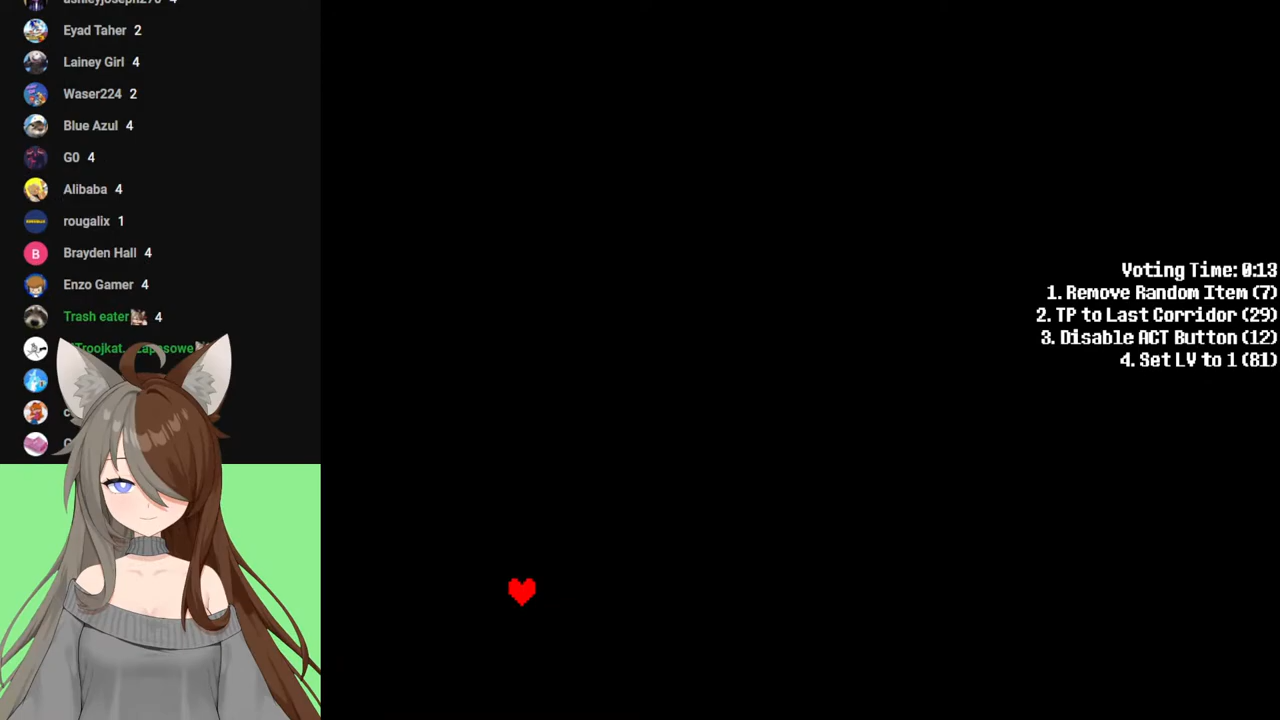 Eyad Taher 2
Lainey Girl 4
Waser224 2
Blue Azul 4
G0 4
Alibaba 4
rougalix 1
Brayden Hall 4
B
Enzo Gamer 4
Trash eater 4
Voting Time: 0:13
1. Remove Random Item (7)
2. TP to Last Corridor (29)
3. Disable ACT Button (12)
4. Set LV to 1 (81)